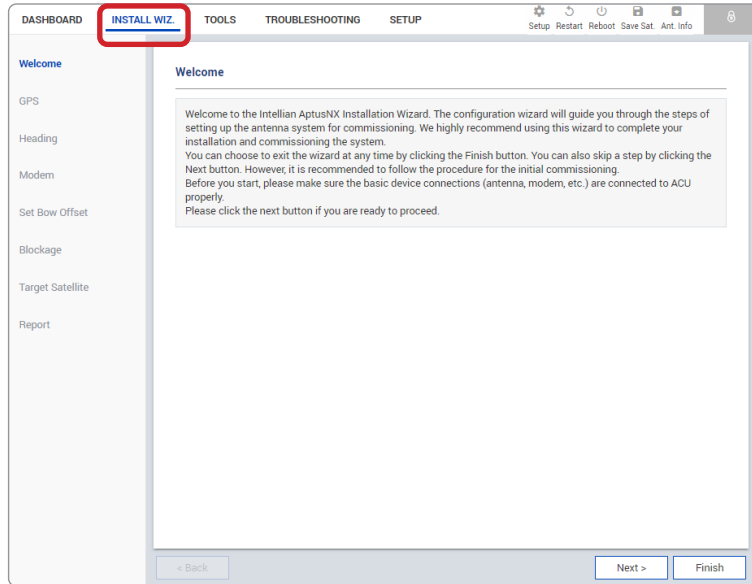 DASHBOARD INSTALL WIZ. TOOLS TROUBLESHOOTING SETUP
Setup Restart Reboot Save Sat. Ant. Info
Welcome
GPS
Heading
Modem
Set Bow Offset
Blockage
Target Satellite
Report
Welcome
Welcome to the Intellian AptusNX Installation Wizard. The configuration wizard will guide you through the steps of
setting up the antenna system for commissioning. We highly recommend using this wizard to complete your
installation and commissioning the system.
You can choose to exit the wizard at any time by clicking the Finish button. You can also skip a step by clicking the
Next button. However, it is recommended to follow the procedure for the initial commissioning.
Before you start, please make sure the basic device connections (antenna, modem, etc.) are connected to ACU
properly.
Please click the next button if you are ready to proceed.
< Back Next > Finish